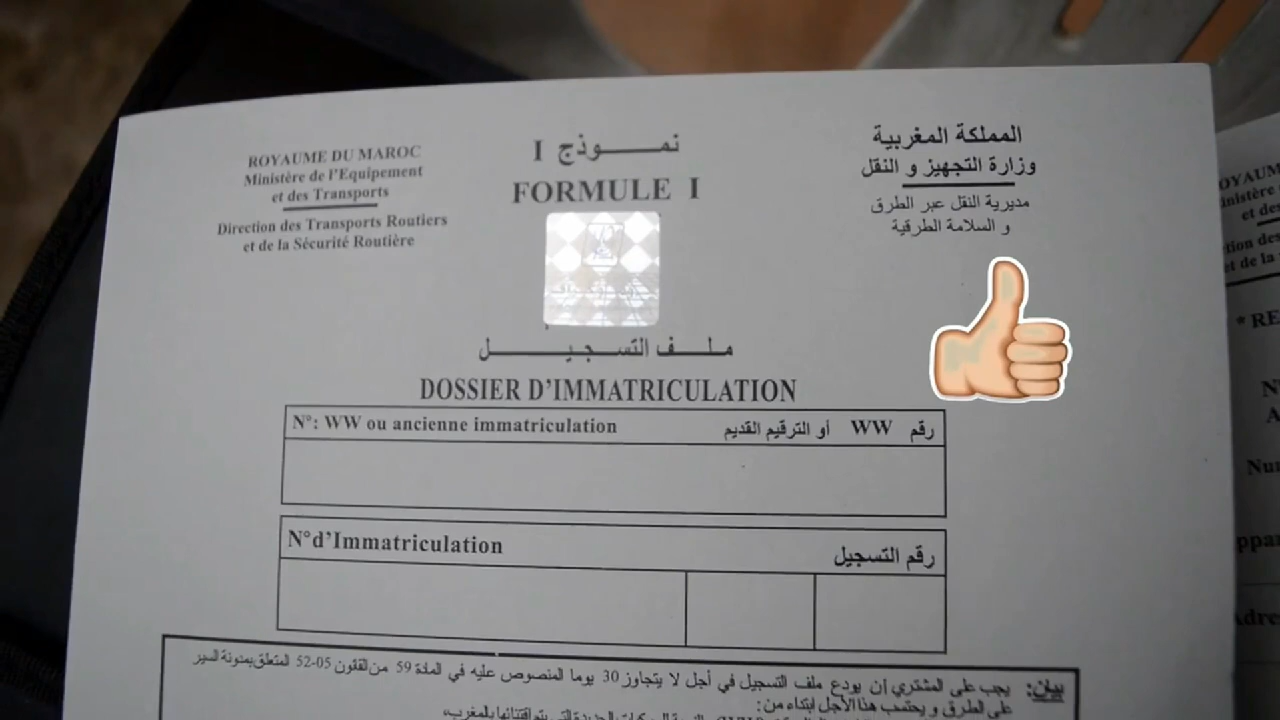 ROYAUME DU MAROC
Ministère de l'Equipement
et des Transports
Direction des Transports Routiers
et de la Sécurité Routière
نمـــــوذج I
FORMULE I
المملكة المغربية
وزارة التجهيز و النقل
مديرية النقل عبر الطرق
و السلامة الطرقية
ملـــف التســـجيـــــل
DOSSIER D'IMMATRICULATION
N°: WW ou ancienne immatriculation
رقم WW أو الترقيم القديم
N°d'Immatriculation
رقم التسجيل
بيان: يجب على المشتري إن يودع ملف التسجيل في أجل لا يتجاوز 30 يوما المنصوص عليه في المادة 59 من القانون 05-52 المتعلق بمدونة السير
على الطرق و يحتسب هذا الأجل ابتداء من:
* RE